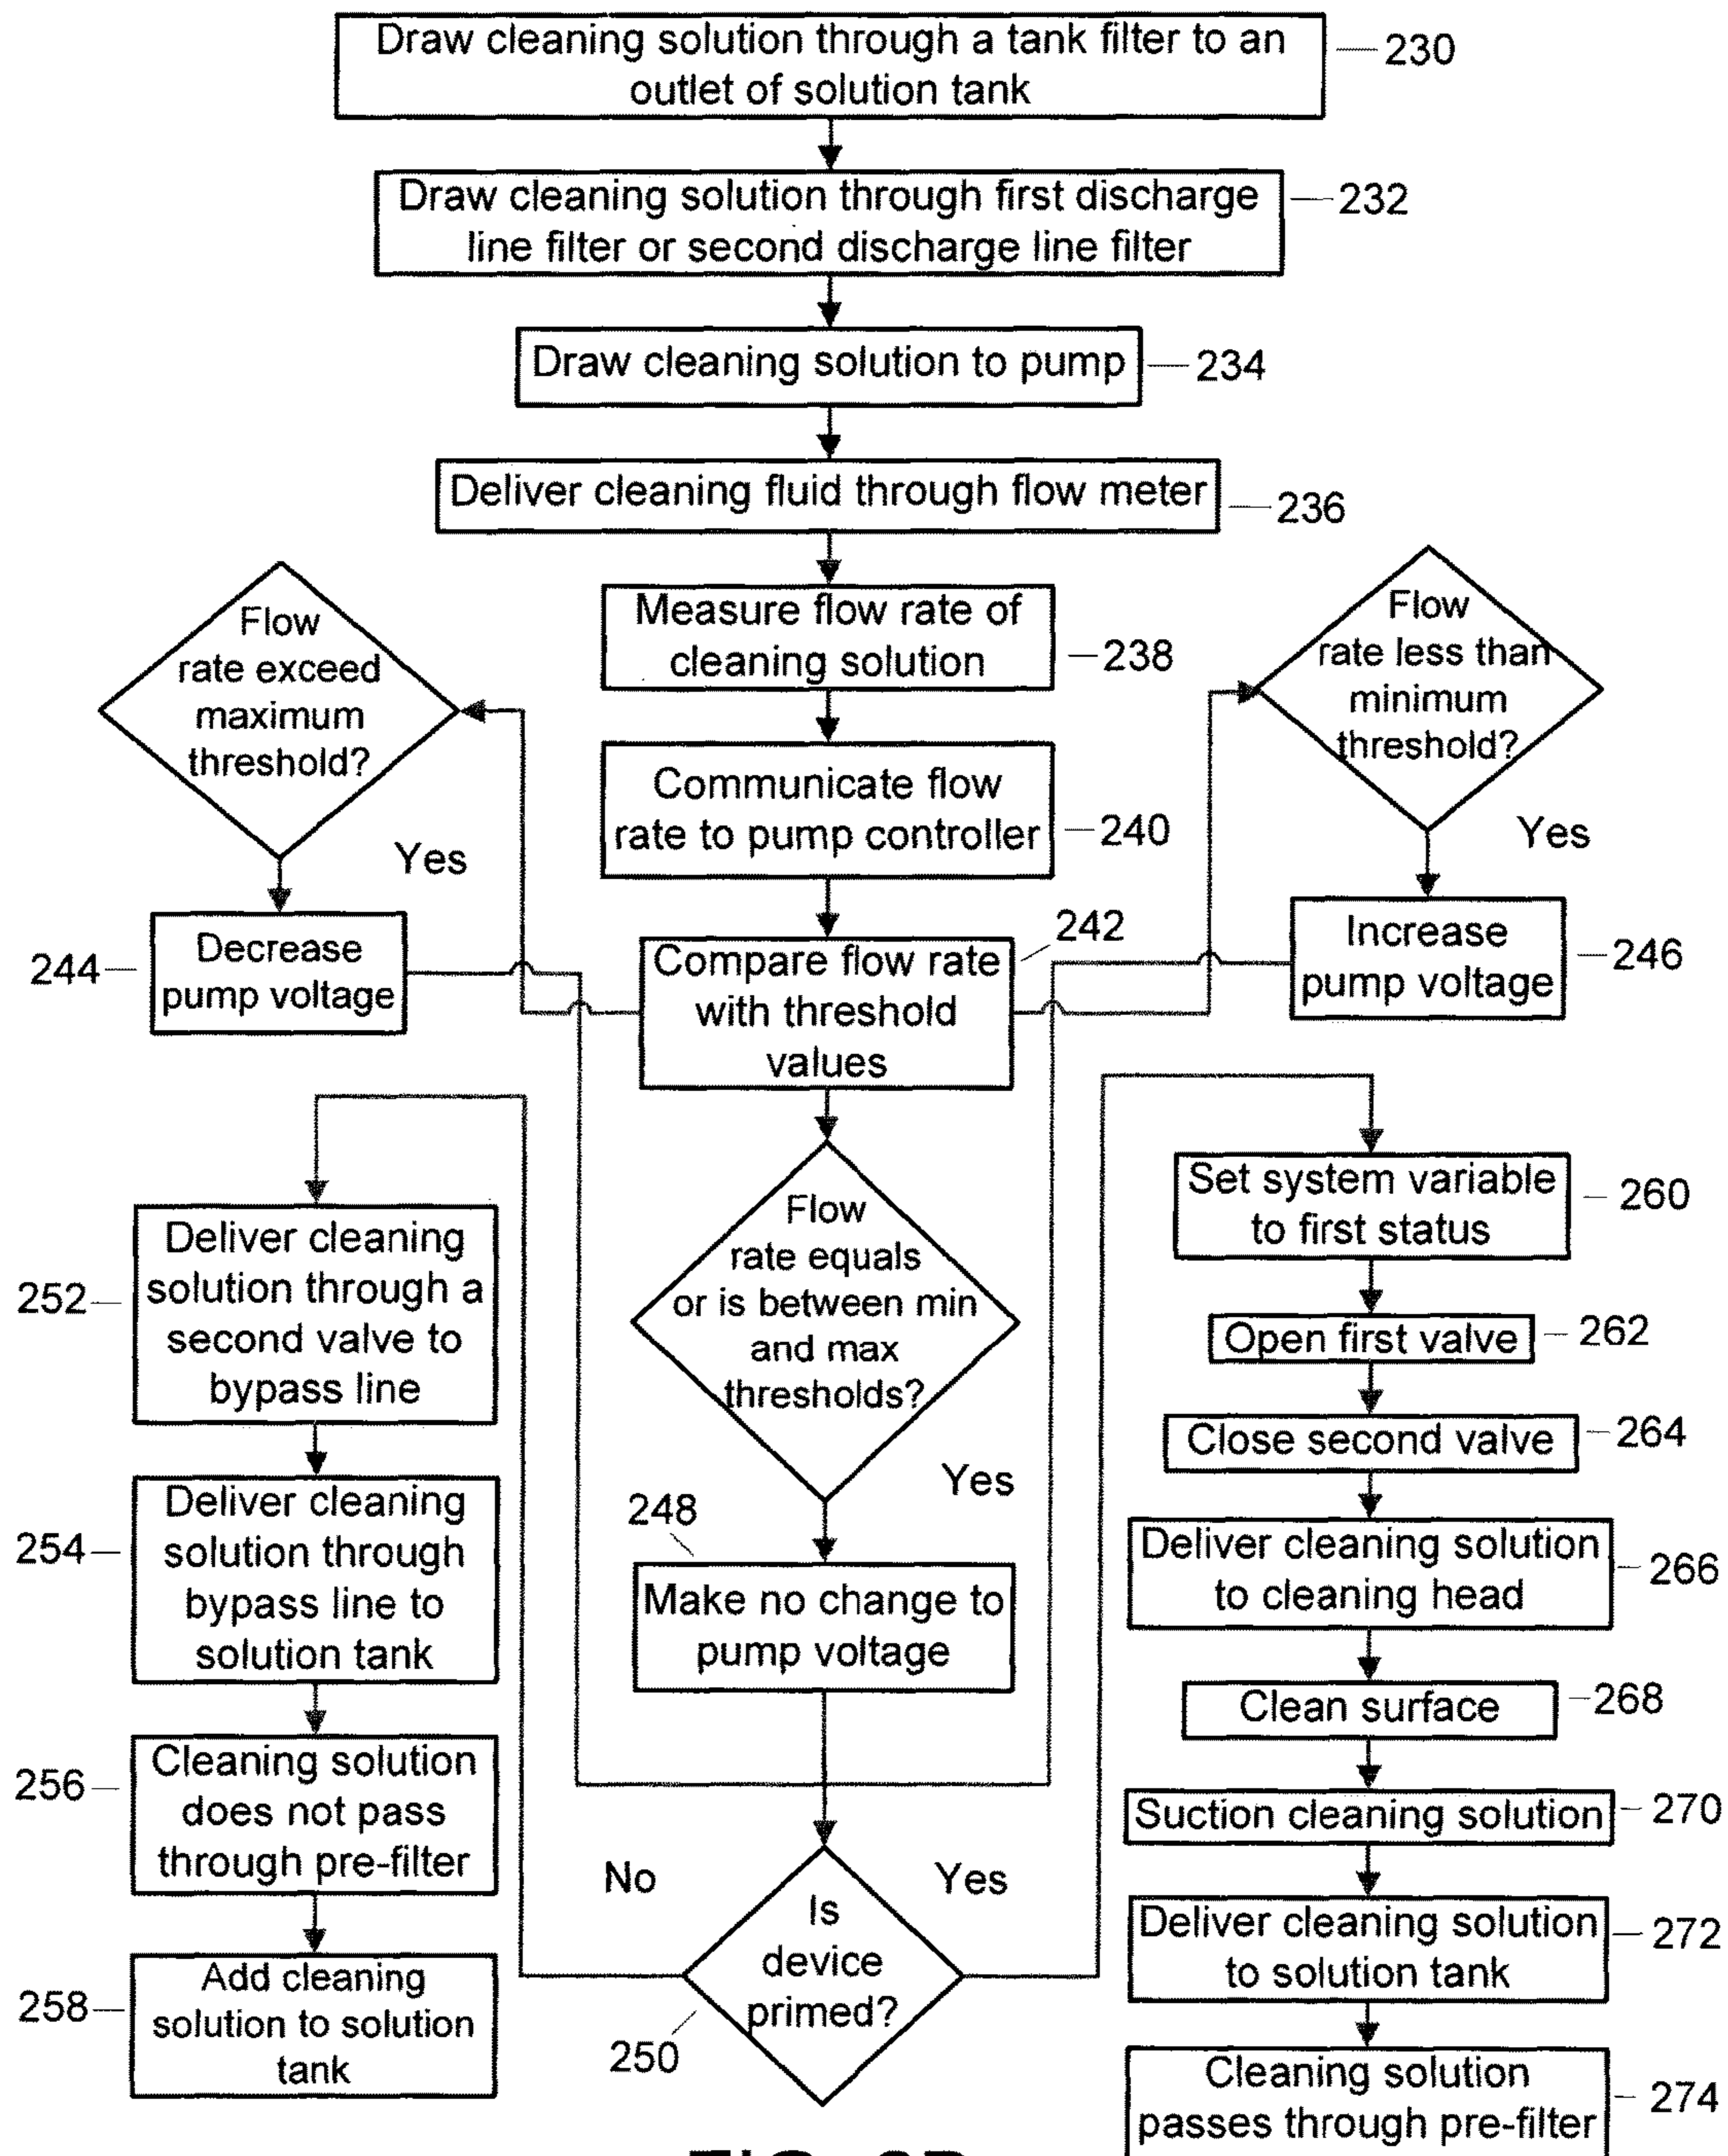 Draw cleaning solution through a tank filter to an
outlet of solution tank
230
Draw cleaning solution through first discharge
line filter or second discharge line filter
232
Draw cleaning solution to pump
234
Deliver cleaning fluid through flow meter
236
Flow
rate exceed
maximum
threshold?
Yes
Measure flow rate of
cleaning solution
238
Flow
rate less than
minimum
threshold?
Yes
Communicate flow
rate to pump controller
240
244
Decrease
pump voltage
Compare flow rate
with threshold
values
242
Increase
pump voltage
246
Flow
rate equals
or is between min
and max
thresholds?
Yes
248
Make no change to
pump voltage
No
Yes
Is
device
primed?
250
252
Deliver cleaning
solution through a
second valve to
bypass line
254
Deliver cleaning
solution through
bypass line to
solution tank
256
Cleaning solution
does not pass
through pre-filter
258
Add cleaning
solution to solution
tank
Set system variable
to first status
260
Open first valve
262
Close second valve
264
Deliver cleaning solution
to cleaning head
266
Clean surface
268
Suction cleaning solution
270
Deliver cleaning solution
to solution tank
272
Cleaning solution
passes through pre-filter
274